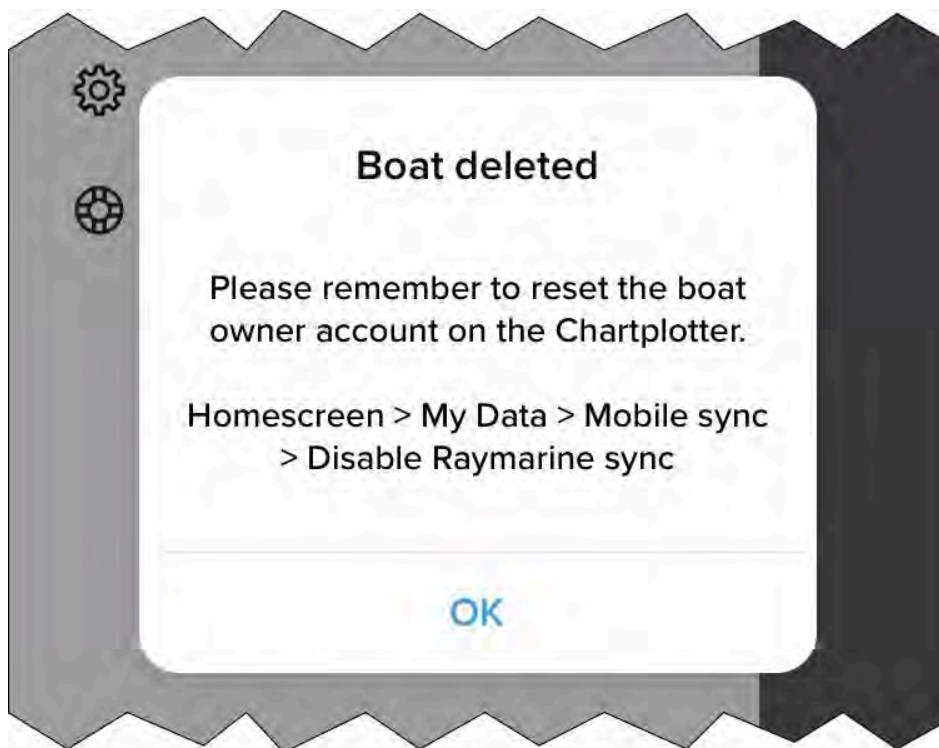 Boat deleted
Please remember to reset the boat
owner account on the Chartplotter.
Homescreen > My Data > Mobile sync
> Disable Raymarine sync
OK